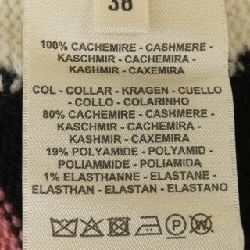 38
100% CACHEMIRE - CASHMERE -
KASCHMIR - CACHEMIRA -
KASHMIR - CAXEMIRA
COL - COLLAR - KRAGEN - CUELLO
- COLLO - COLARINHO
80% CACHEMIRE - CASHMERE -
KASCHMIR - CACHEMIRA -
KASHMIR - CAXEMIRA
19% POLYAMIDE - POLYAMID -
POLIAMMIDE - POLIAMIDA
1% ELASTHANNE - ELASTANE -
ELASTHAN - ELASTAN - ELASTANO
P W